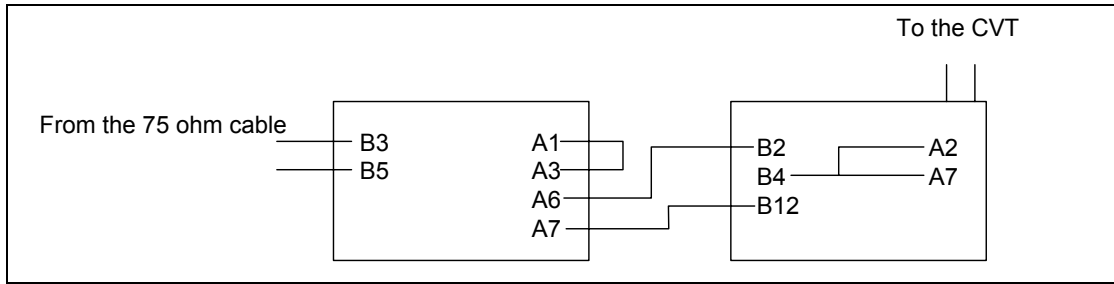 To the CVT
From the 75 ohm cable
B3 A1 B2 A2
B5 A3 B4 A7
A6 B12
A7